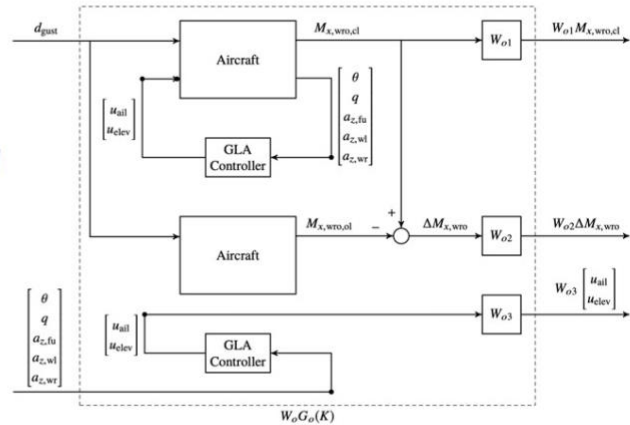 d_gust
Aircraft
M_x,wro,cl
W_o1
W_o1 M_x,wro,cl
u_ail
u_elev
θ
q
a_z,fu
a_z,wl
a_z,wr
GLA
Controller
+
M_x,wro,ol
−
ΔM_x,wro
W_o2
W_o2 ΔM_x,wro
Aircraft
θ
q
a_z,fu
a_z,wl
a_z,wr
u_ail
u_elev
W_o3
W_o3
u_ail
u_elev
GLA
Controller
W_o G_o(K)